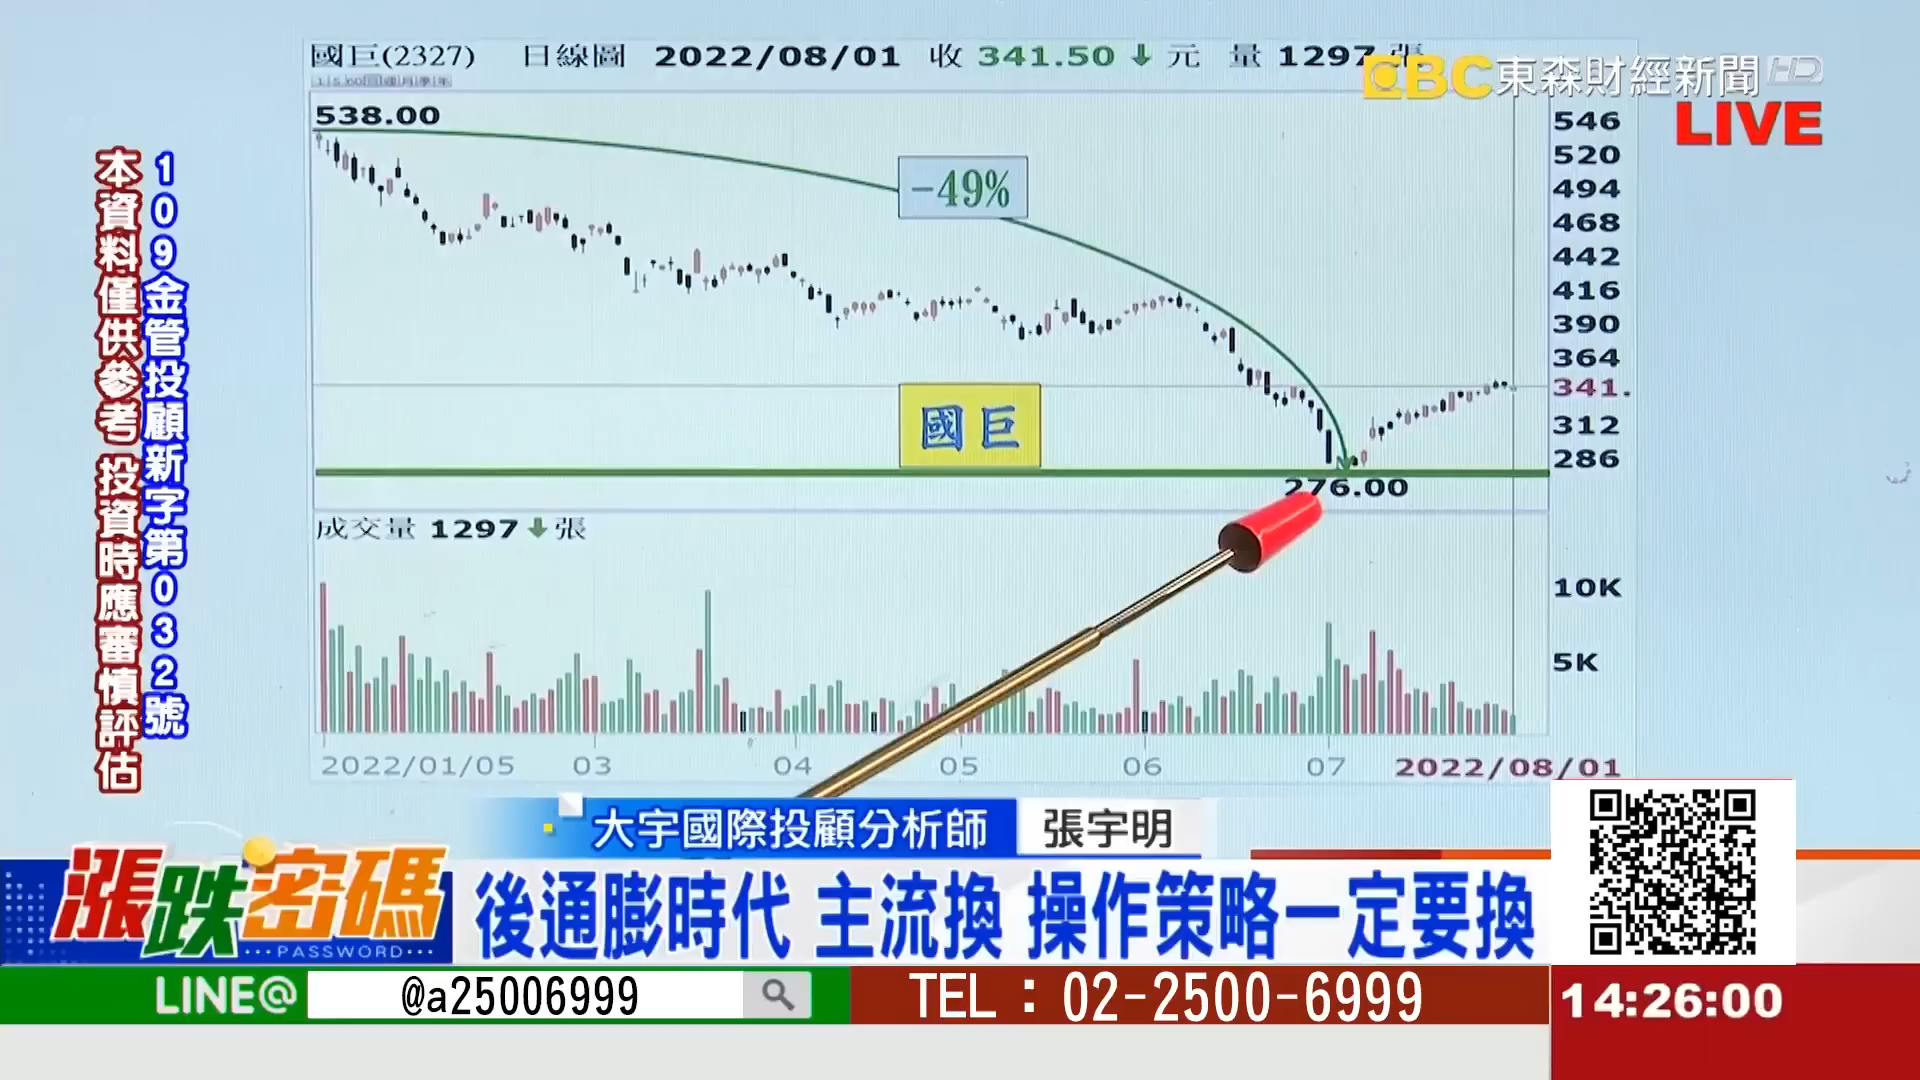 國巨(2327) 日線圖 2022/08/01 收 341.50 ↓ 元 量 1297 張
EBC 東森財經新聞 HD
LIVE
538.00
-49%
國巨
276.00
546
520
494
468
442
416
390
364
341.
312
286
成交量 1297 ↓ 張
10K
5K
2022/01/05 03 04 05 06 07 2022/08/01
109金管投顧新字第032號
本資料僅供參考 投資時應審慎評估
大宇國際投顧分析師 張宇明
漲跌密碼
PASSWORD
後通膨時代 主流換 操作策略一定要換
LINE@ @a25006999
TEL：02-2500-6999
14:26:00